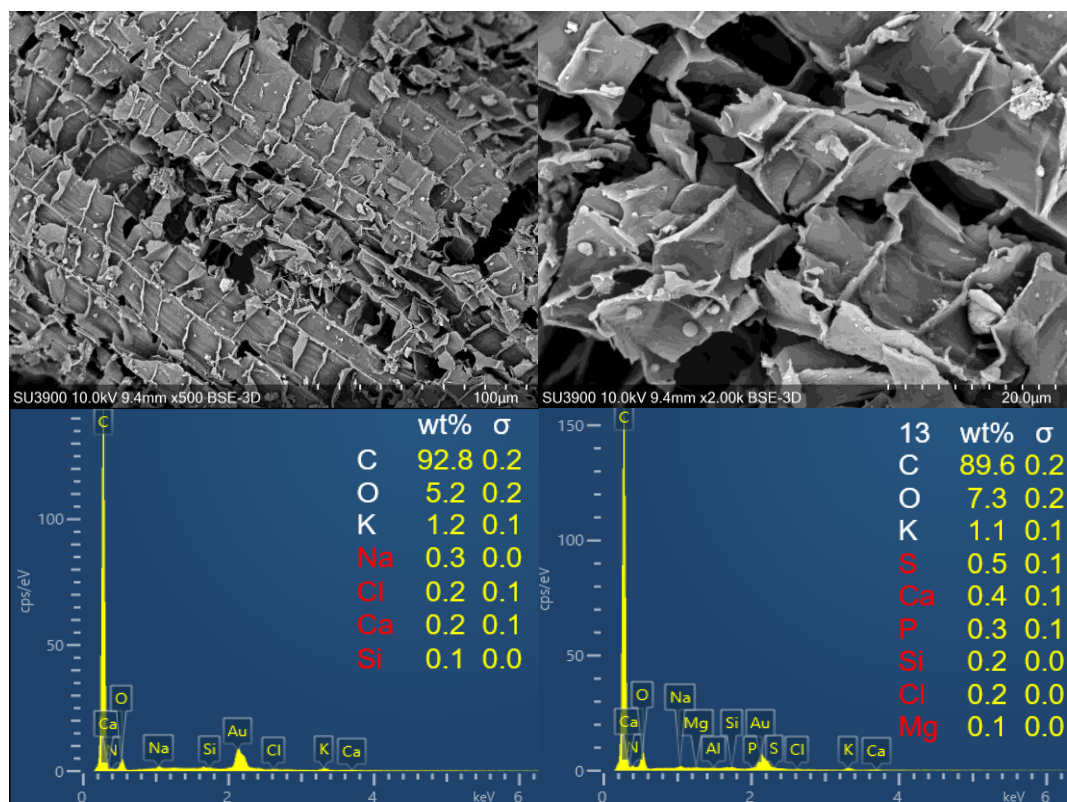 SU3900 10.0kV 9.4mm x500 BSE-3D 100µm
SU3900 10.0kV 9.4mm x2.00k BSE-3D 20.0µm
wt% σ
C 92.8 0.2
O 5.2 0.2
K 1.2 0.1
Na 0.3 0.0
Cl 0.2 0.1
Ca 0.2 0.1
Si 0.1 0.0
C
100
50
0
cps/eV
O
Ca
N
Na
Si
Au
Cl
K
Ca
0 2 4 keV 6
13 wt% σ
C 89.6 0.2
O 7.3 0.2
K 1.1 0.1
S 0.5 0.1
Ca 0.4 0.1
P 0.3 0.1
Si 0.2 0.0
Cl 0.2 0.0
Mg 0.1 0.0
C
150
100
50
0
cps/eV
O
Ca
N
Na
Mg
Al
Si
P
Au
S
Cl
K
Ca
0 2 4 keV 6